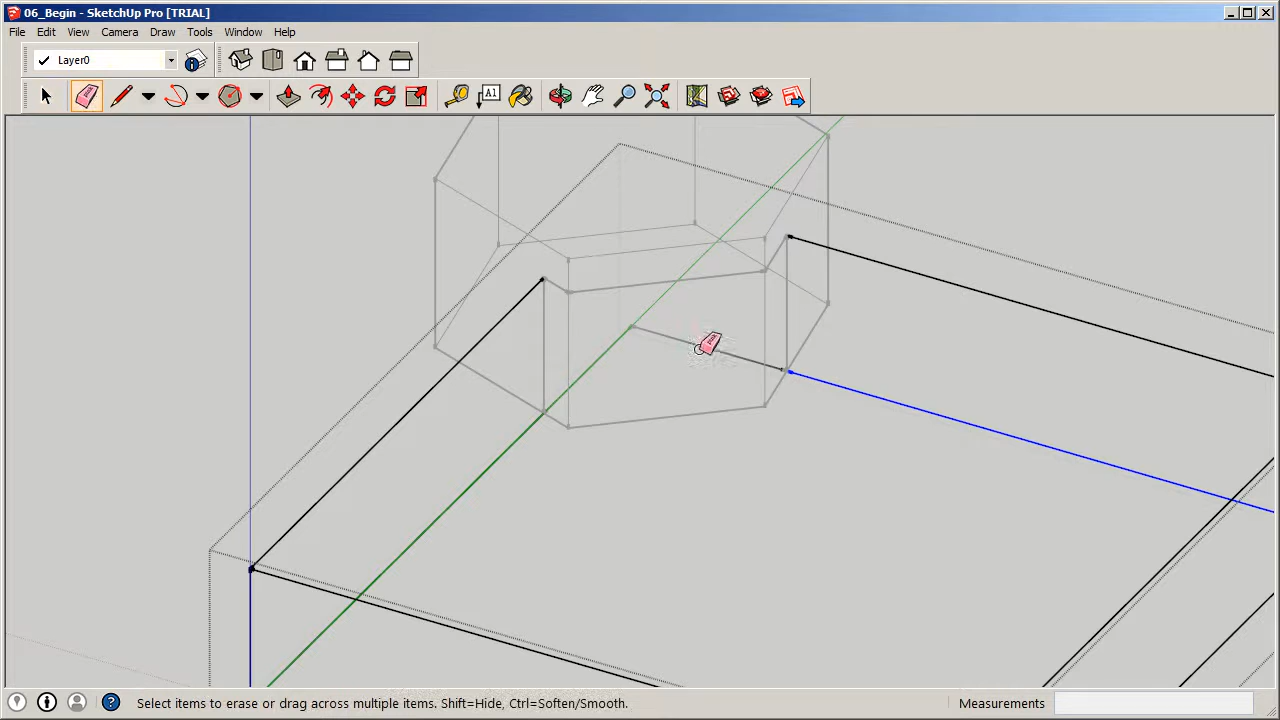 06_Begin - SketchUp Pro [TRIAL]
File Edit View Camera Draw Tools Window Help
Layer0
A1
Select items to erase or drag across multiple items. Shift=Hide, Ctrl=Soften/Smooth.
Measurements